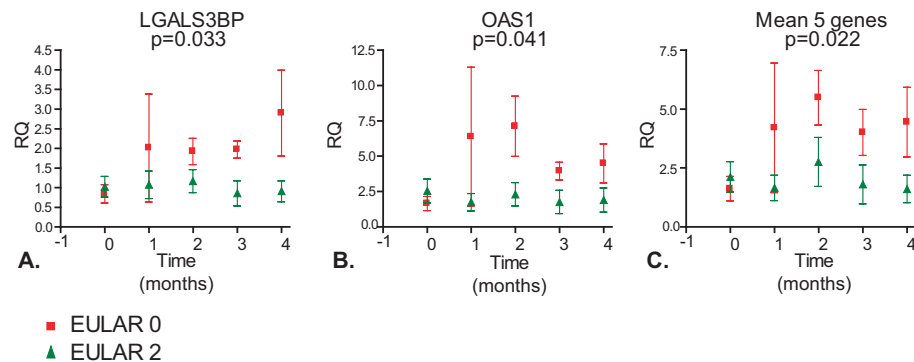 LGALS3BP
p=0.033
4.5
4.0
3.5
3.0
2.5
2.0
1.5
1.0
0.5
0.0
RQ
-1 0 1 2 3 4
Time
(months)
A.
OAS1
p=0.041
12.5
10.0
7.5
5.0
2.5
0.0
RQ
-1 0 1 2 3 4
Time
(months)
B.
Mean 5 genes
p=0.022
7.5
5.0
2.5
0.0
RQ
-1 0 1 2 3 4
Time
(months)
C.
EULAR 0
EULAR 2